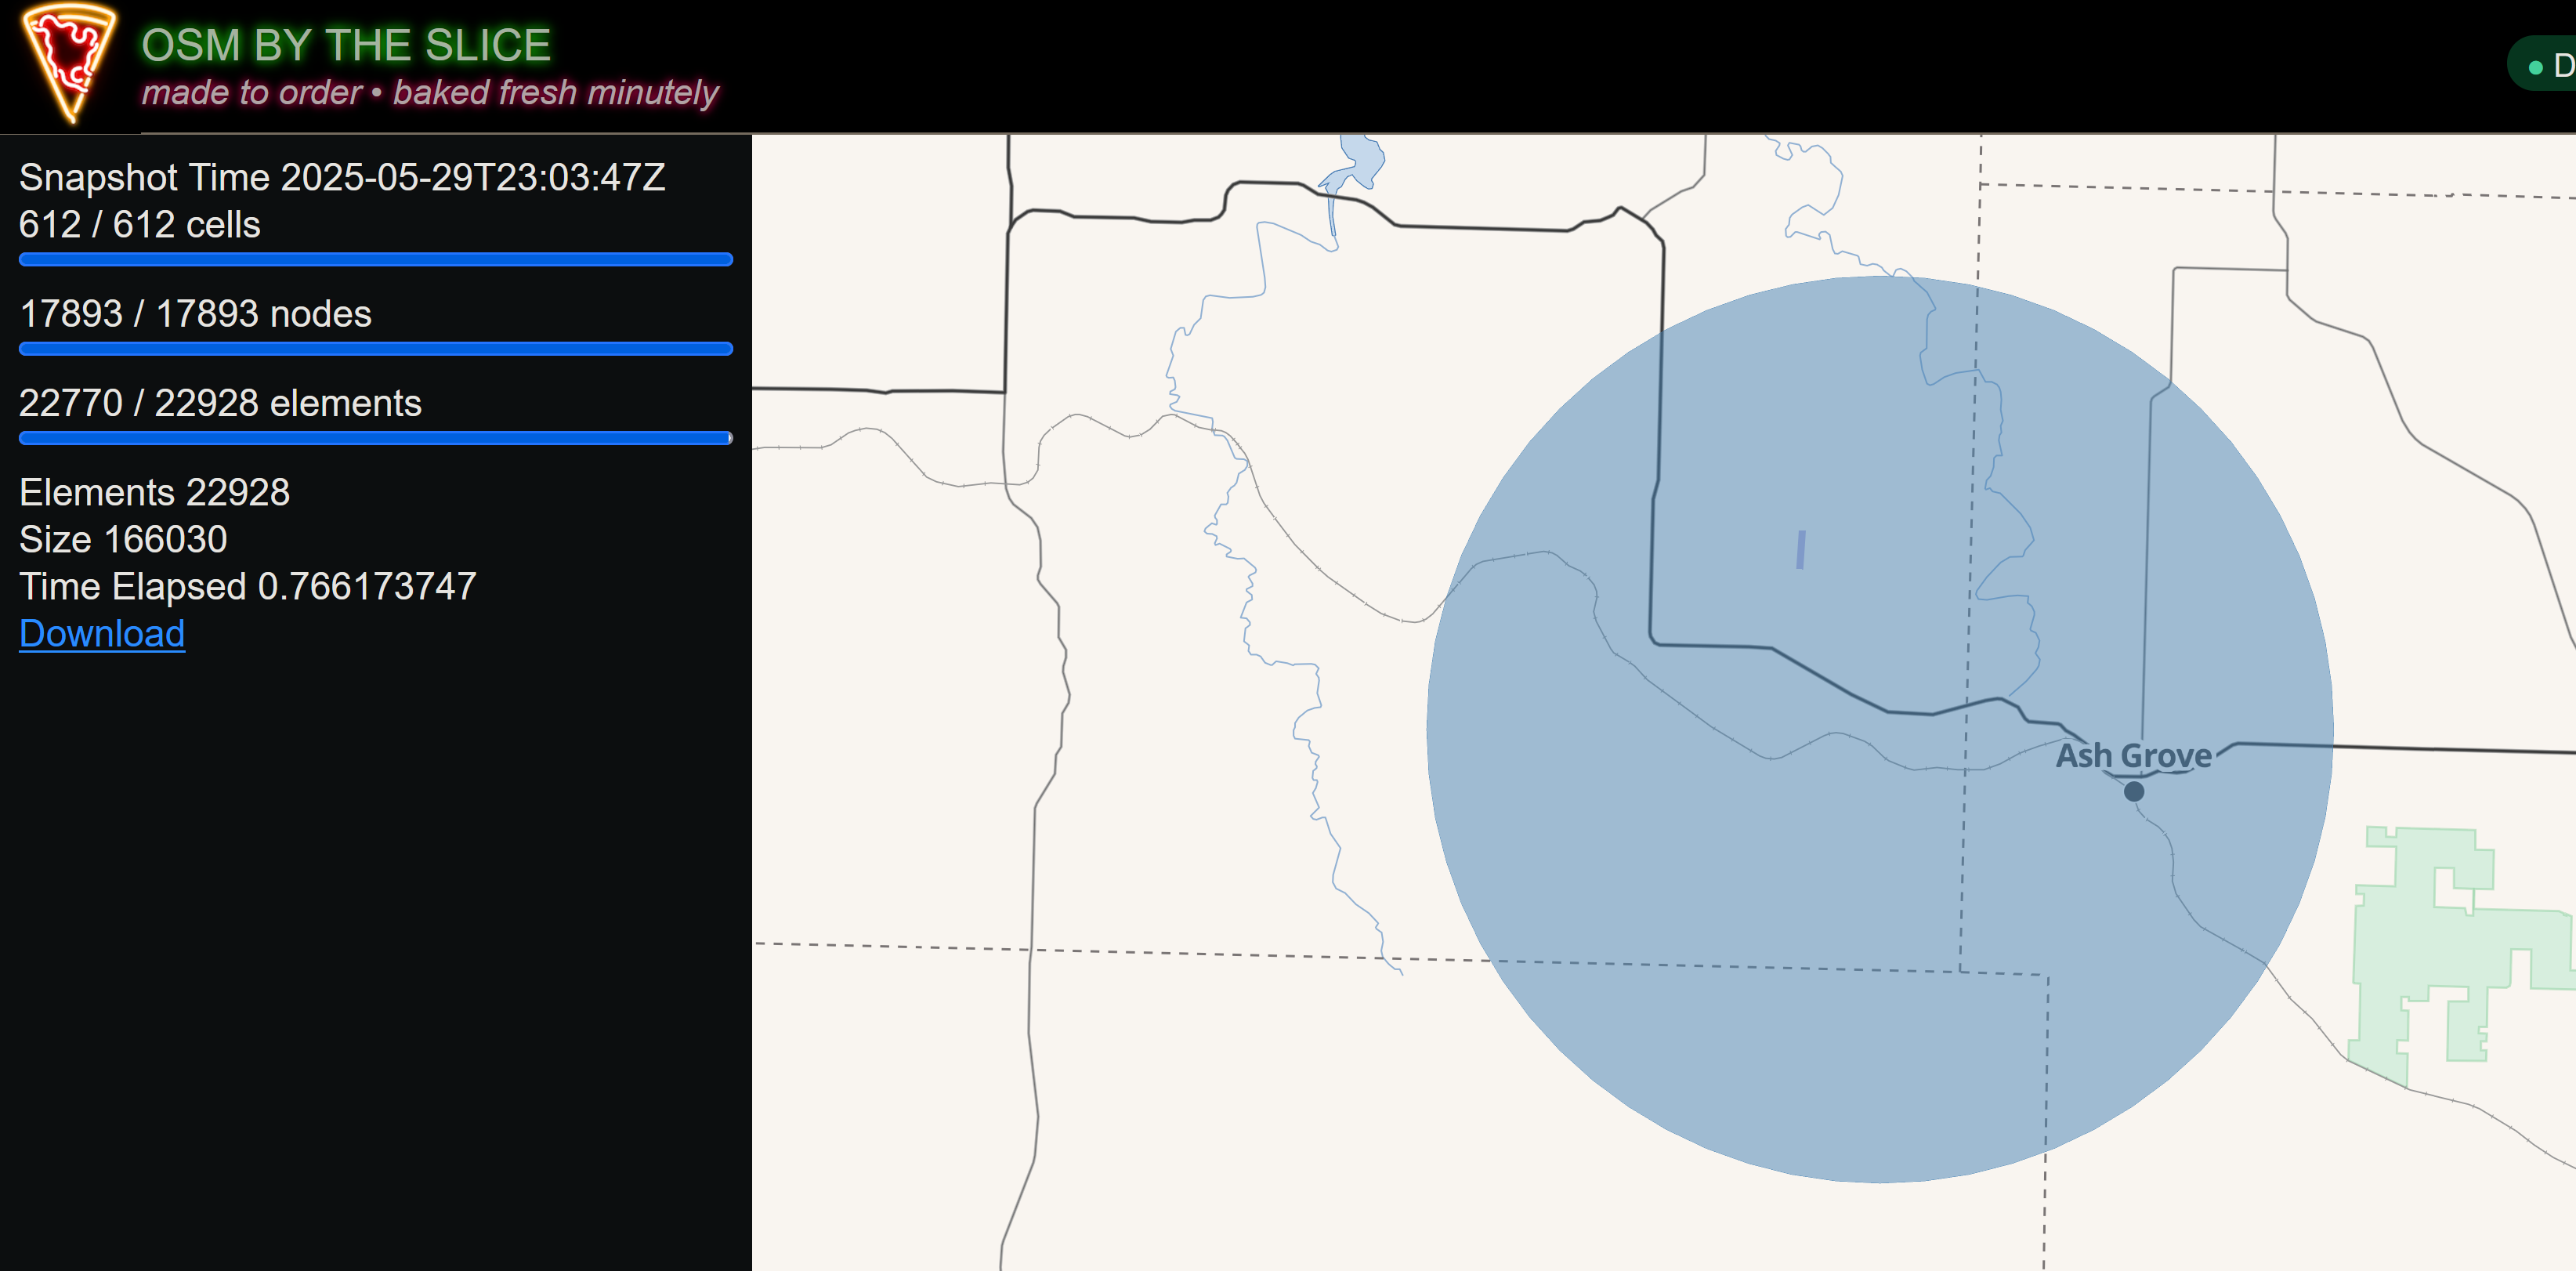 OSM BY THE SLICE
made to order • baked fresh minutely
D
Snapshot Time 2025-05-29T23:03:47Z
612 / 612 cells
17893 / 17893 nodes
22770 / 22928 elements
Elements 22928
Size 166030
Time Elapsed 0.766173747
Download
Ash Grove